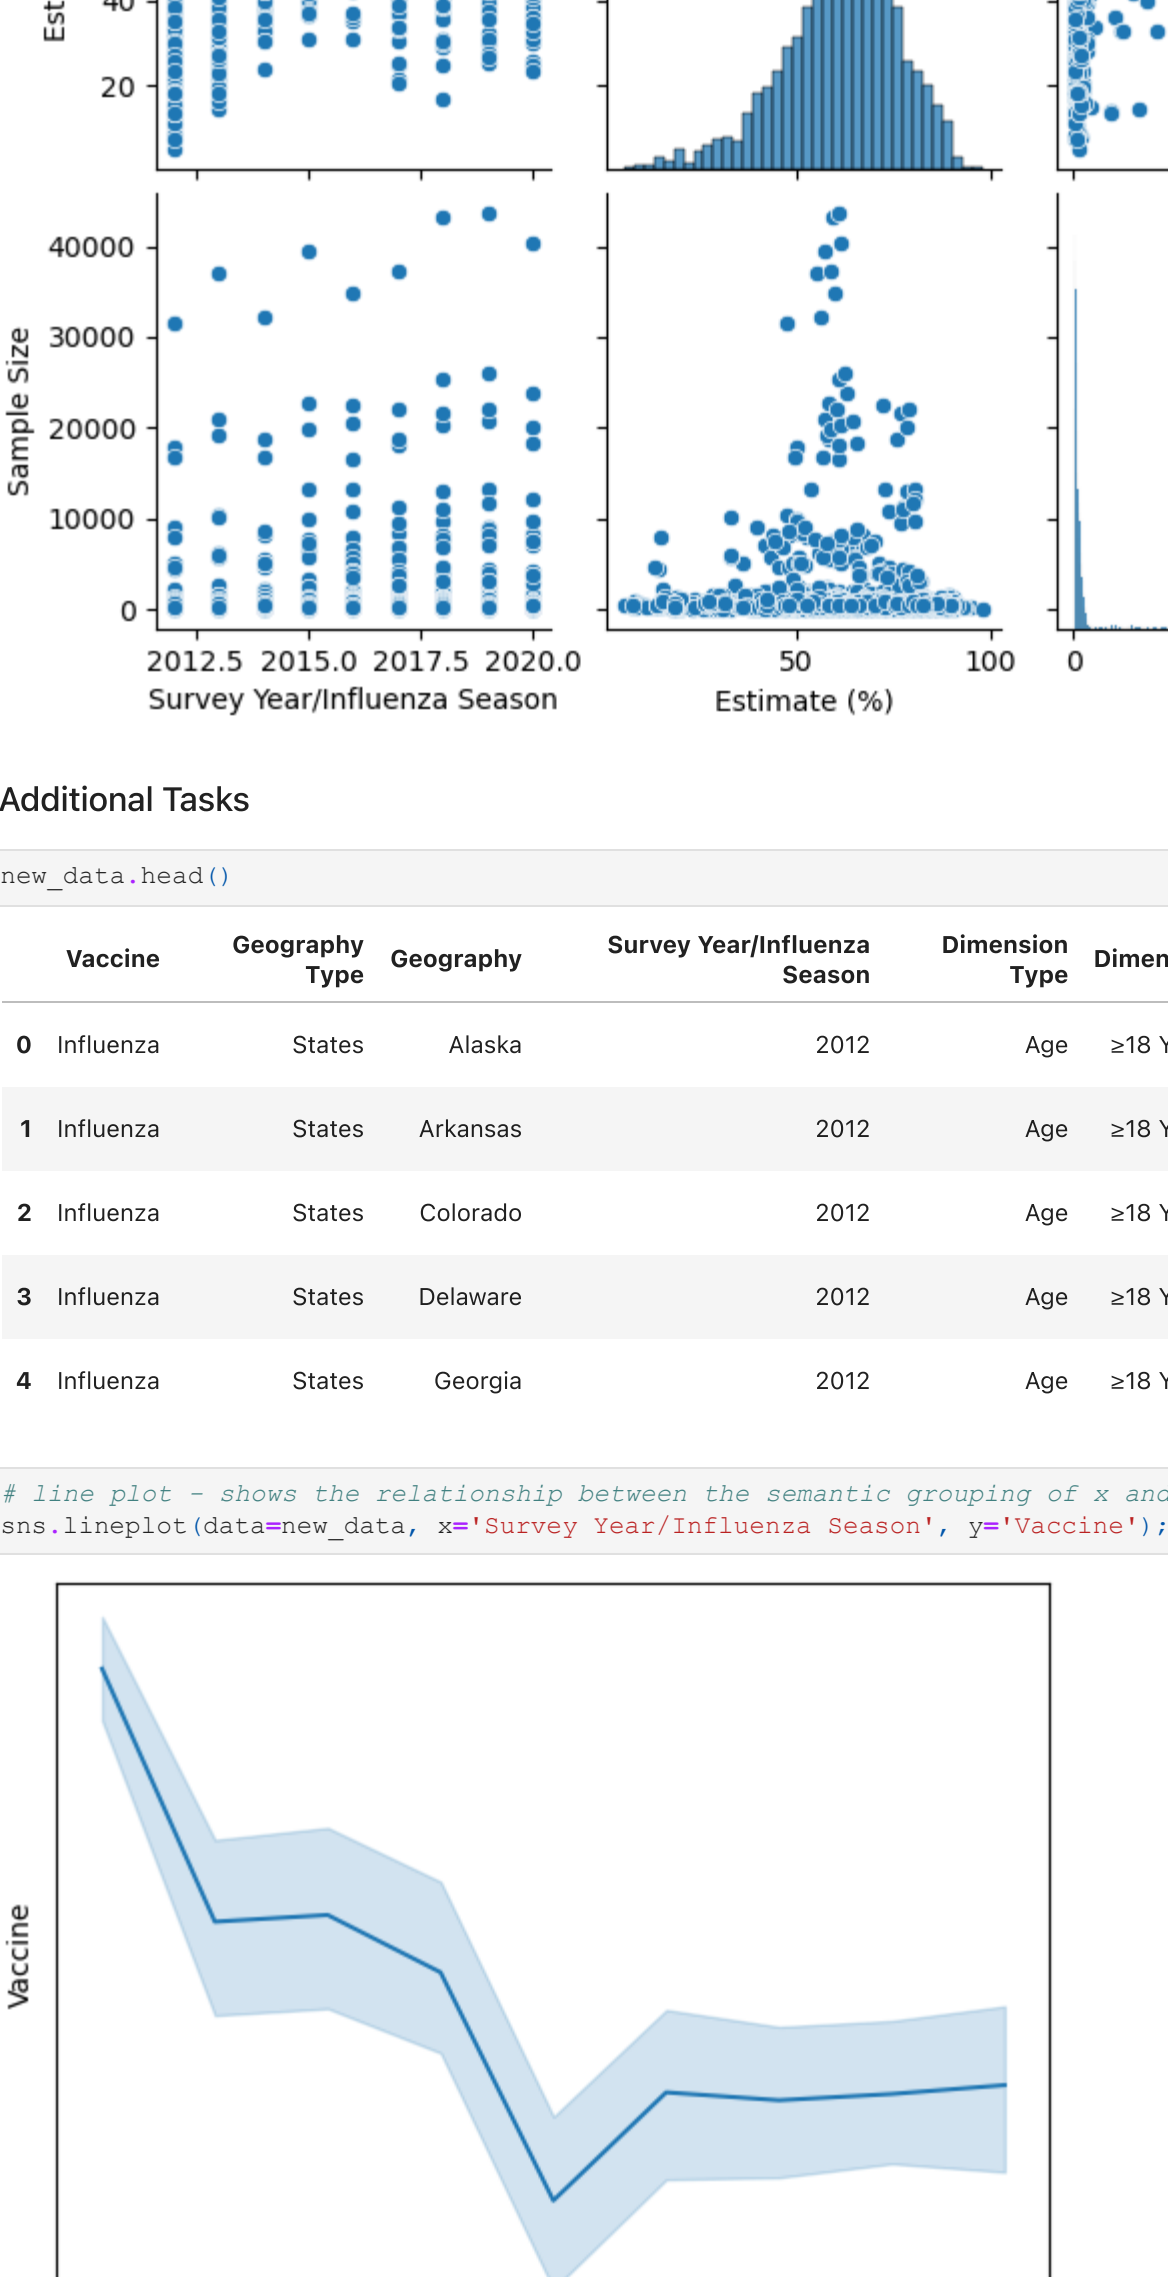 40
Est
20
40000
30000
20000
10000
0
Sample Size
2012.5 2015.0 2017.5 2020.0
50 100
0
Survey Year/Influenza Season
Estimate (%)
Additional Tasks
new_data.head()
Vaccine Geography Type Geography Survey Year/Influenza Season Dimension Type Dimen
0 Influenza States Alaska 2012 Age ≥18 Y
1 Influenza States Arkansas 2012 Age ≥18 Y
2 Influenza States Colorado 2012 Age ≥18 Y
3 Influenza States Delaware 2012 Age ≥18 Y
4 Influenza States Georgia 2012 Age ≥18 Y
# line plot - shows the relationship between the semantic grouping of x and
sns.lineplot(data=new_data, x='Survey Year/Influenza Season', y='Vaccine');
Vaccine